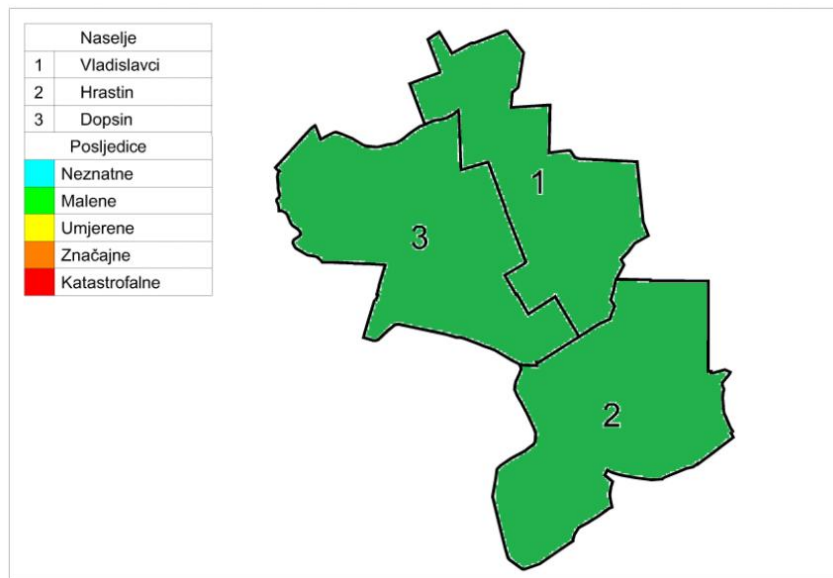 Naselje
1 Vladislavci
2 Hrastin
3 Dopsin
Posljedice
Neznatne
Malene
Umjerene
Značajne
Katastrofalne
1
3
2